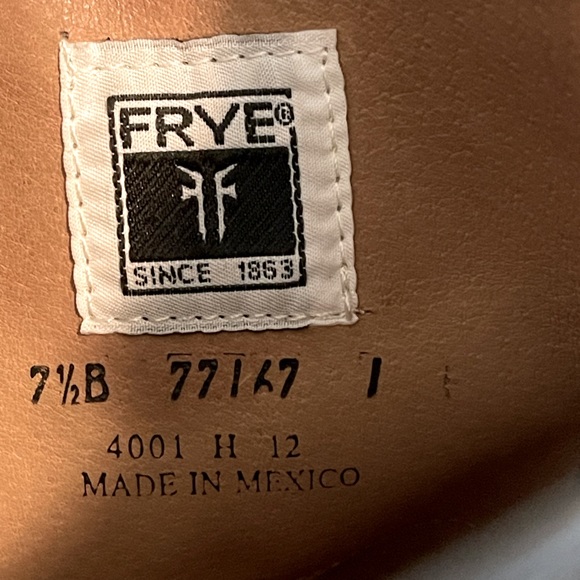 FRYE®
SINCE 1863
7½B 77167 1
4001 H 12
MADE IN MEXICO